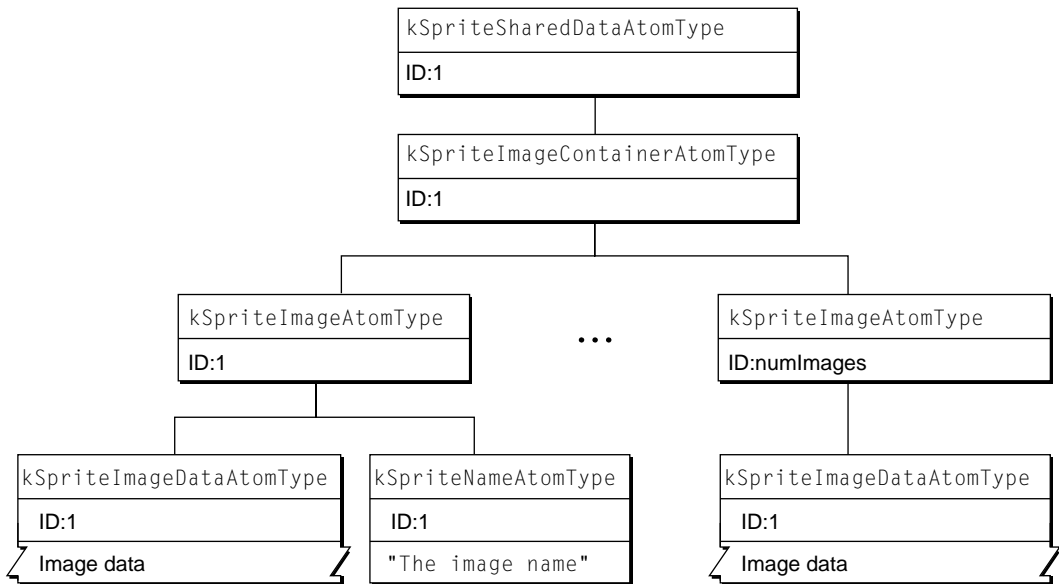 kSpriteSharedDataAtomType
ID:1
kSpriteImageContainerAtomType
ID:1
kSpriteImageAtomType
ID:1
...
kSpriteImageAtomType
ID:numImages
kSpriteImageDataAtomType
ID:1
Image data
kSpriteNameAtomType
ID:1
"The image name"
kSpriteImageDataAtomType
ID:1
Image data